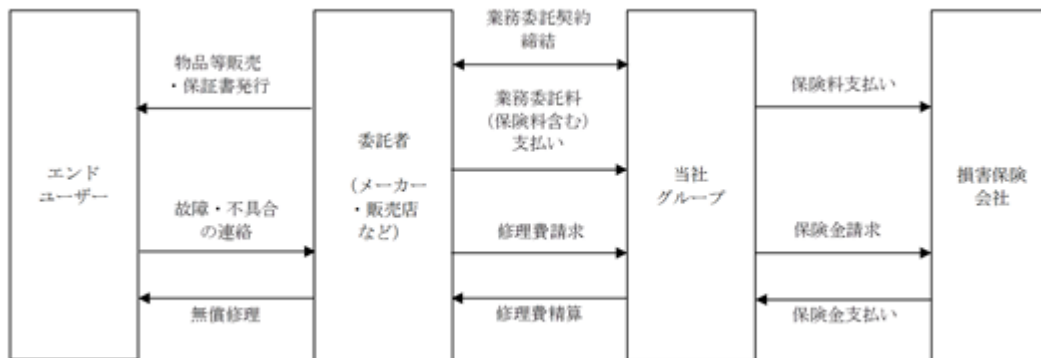 エンド
ユーザー
物品等販売
・保証書発行
故障・不具合
の連絡
無償修理
委託者
（メーカー
・販売店
など）
業務委託契約
締結
業務委託料
（保険料含む）
支払い
修理費請求
修理費精算
当社
グループ
保険料支払い
保険金請求
保険金支払い
損害保険
会社